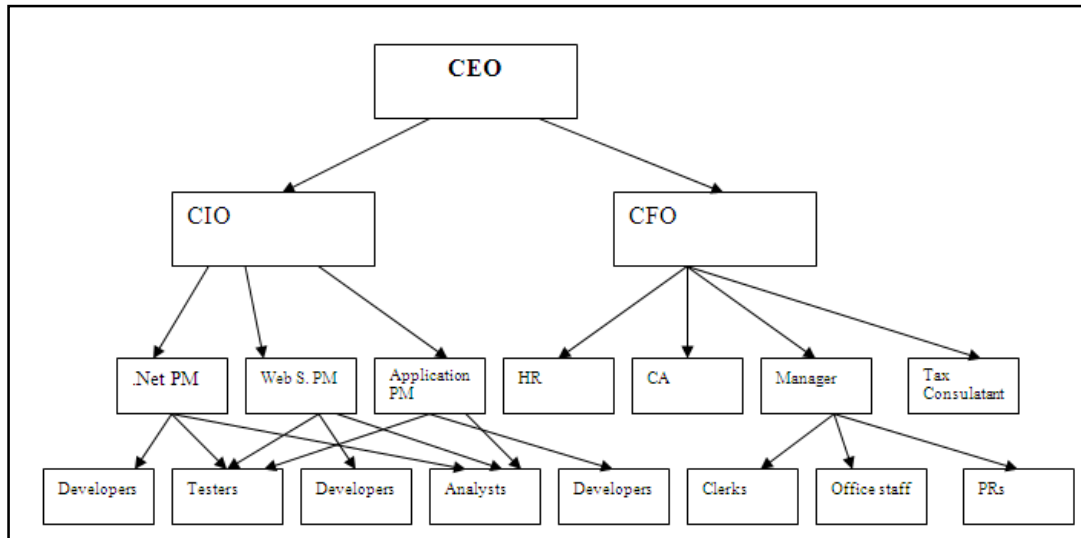 CEO
CIO
CFO
.Net PM
Web S. PM
Application
PM
HR
CA
Manager
Tax
Consulatant
Developers
Testers
Developers
Analysts
Developers
Clerks
Office staff
PRs